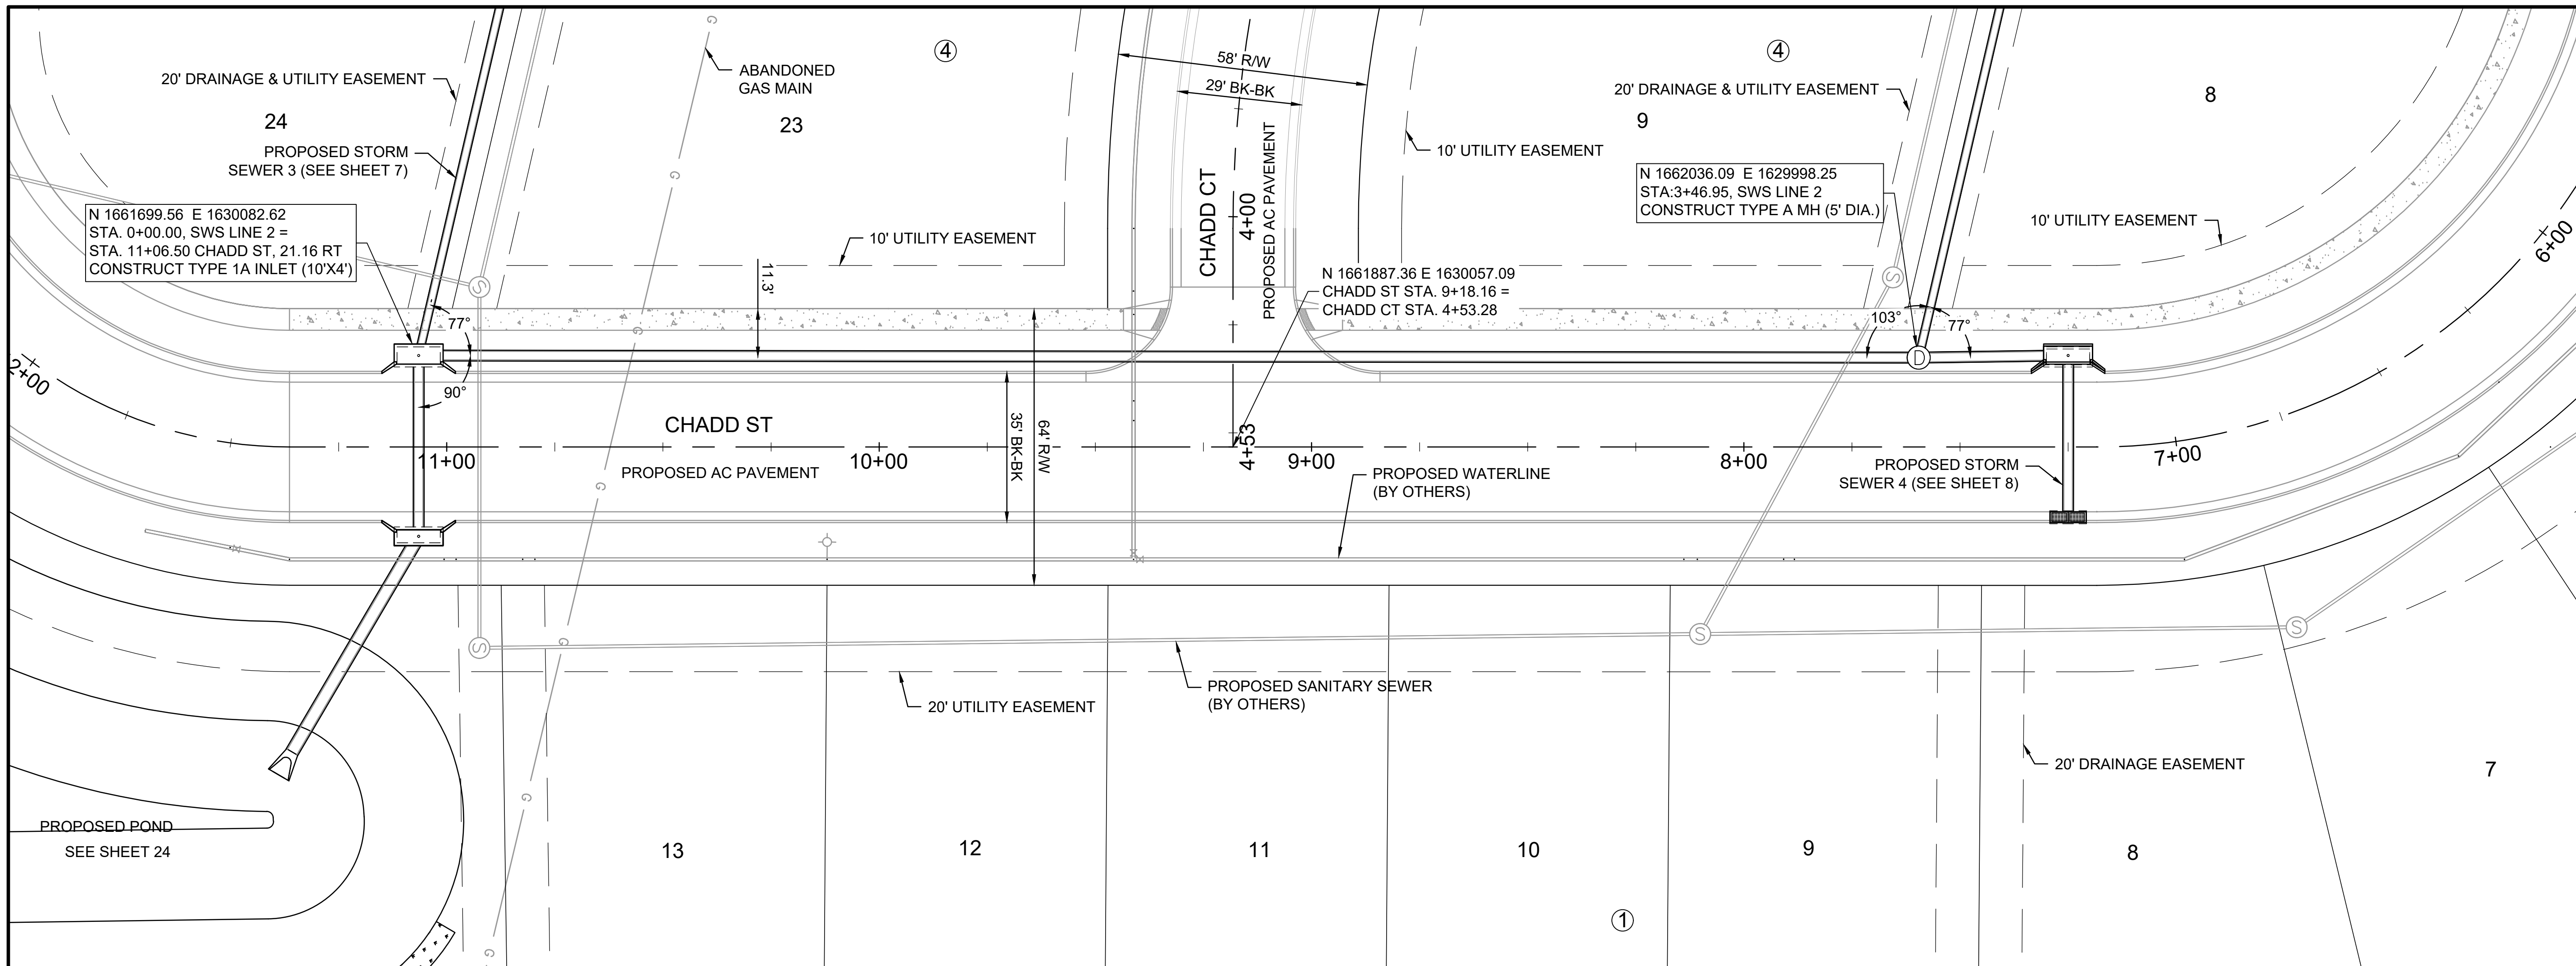 20' DRAINAGE & UTILITY EASEMENT
24
PROPOSED STORM
SEWER 3 (SEE SHEET 7)
N 1661699.56 E 1630082.62
STA. 0+00.00, SWS LINE 2 =
STA. 11+06.50 CHADD ST, 21.16 RT
CONSTRUCT TYPE 1A INLET (10'X4')
G
ABANDONED
GAS MAIN
4
23
G
10' UTILITY EASEMENT
11.3'
58' R/W
29' BK-BK
CHADD CT
4+00
PROPOSED AC PAVEMENT
N 1661887.36 E 1630057.09
CHADD ST STA. 9+18.16 =
CHADD CT STA. 4+53.28
10' UTILITY EASEMENT
4
20' DRAINAGE & UTILITY EASEMENT
9
N 1662036.09 E 1629998.25
STA:3+46.95, SWS LINE 2
CONSTRUCT TYPE A MH (5' DIA.)
8
10' UTILITY EASEMENT
6+00
S
S
77°
90°
G
103°
77°
D
2+00
CHADD ST
35' BK-BK
64' R/W
4+53
11+00
10+00
9+00
8+00
7+00
PROPOSED AC PAVEMENT
G
PROPOSED WATERLINE
(BY OTHERS)
PROPOSED STORM
SEWER 4 (SEE SHEET 8)
S
G
S
S
PROPOSED SANITARY SEWER
(BY OTHERS)
20' UTILITY EASEMENT
20' DRAINAGE EASEMENT
7
G
PROPOSED POND
SEE SHEET 24
13
12
11
10
9
8
1
G